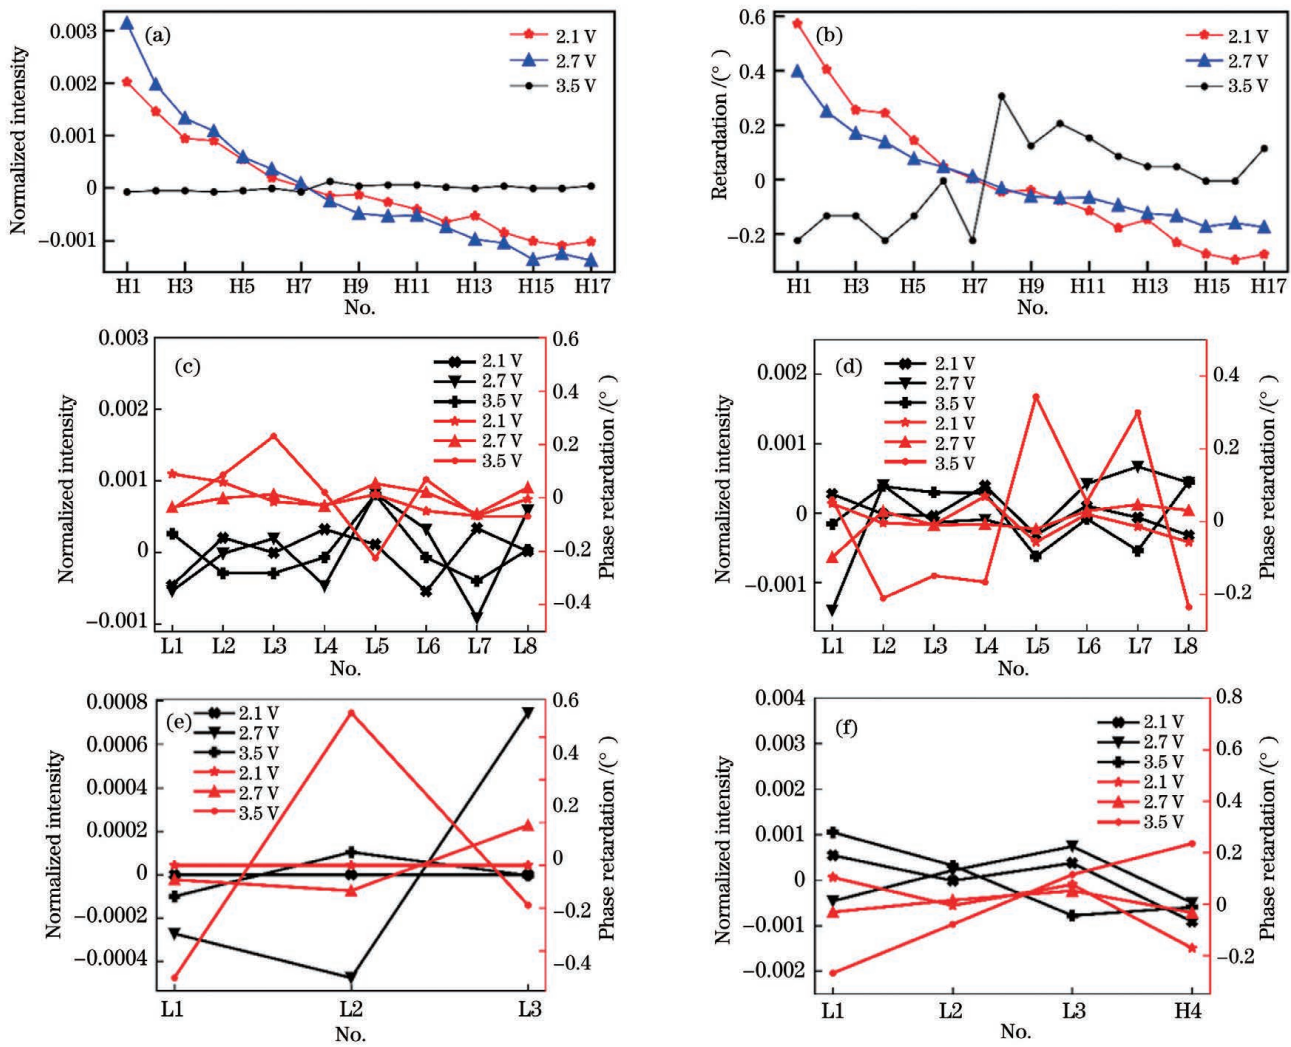 (a)
2.1 V
2.7 V
3.5 V
0.003
0.002
0.001
0
−0.001
Normalized intensity
H1 H3 H5 H7 H9 H11 H13 H15 H17
No.
(b)
2.1 V
2.7 V
3.5 V
0.6
0.4
0.2
0
−0.2
Retardation /(° )
H1 H3 H5 H7 H9 H11 H13 H15 H17
No.
(c)
2.1 V
2.7 V
3.5 V
2.1 V
2.7 V
3.5 V
0.003
0.002
0.001
0
−0.001
Normalized intensity
0.6
0.4
0.2
0
−0.2
−0.4
Phase retardation /(° )
L1 L2 L3 L4 L5 L6 L7 L8
No.
(d)
2.1 V
2.7 V
3.5 V
2.1 V
2.7 V
3.5 V
0.002
0.001
0
−0.001
Normalized intensity
0.4
0.2
0
−0.2
Phase retardation /(° )
L1 L2 L3 L4 L5 L6 L7 L8
No.
(e)
2.1 V
2.7 V
3.5 V
2.1 V
2.7 V
3.5 V
0.0008
0.0006
0.0004
0.0002
0
−0.0002
−0.0004
Normalized intensity
0.6
0.4
0.2
0
−0.2
−0.4
Phase retardation /(° )
L1 L2 L3
No.
(f)
2.1 V
2.7 V
3.5 V
2.1 V
2.7 V
3.5 V
0.004
0.003
0.002
0.001
0
−0.001
−0.002
Normalized intensity
0.8
0.6
0.4
0.2
0
−0.2
Phase retardation /(° )
L1 L2 L3 H4
No.